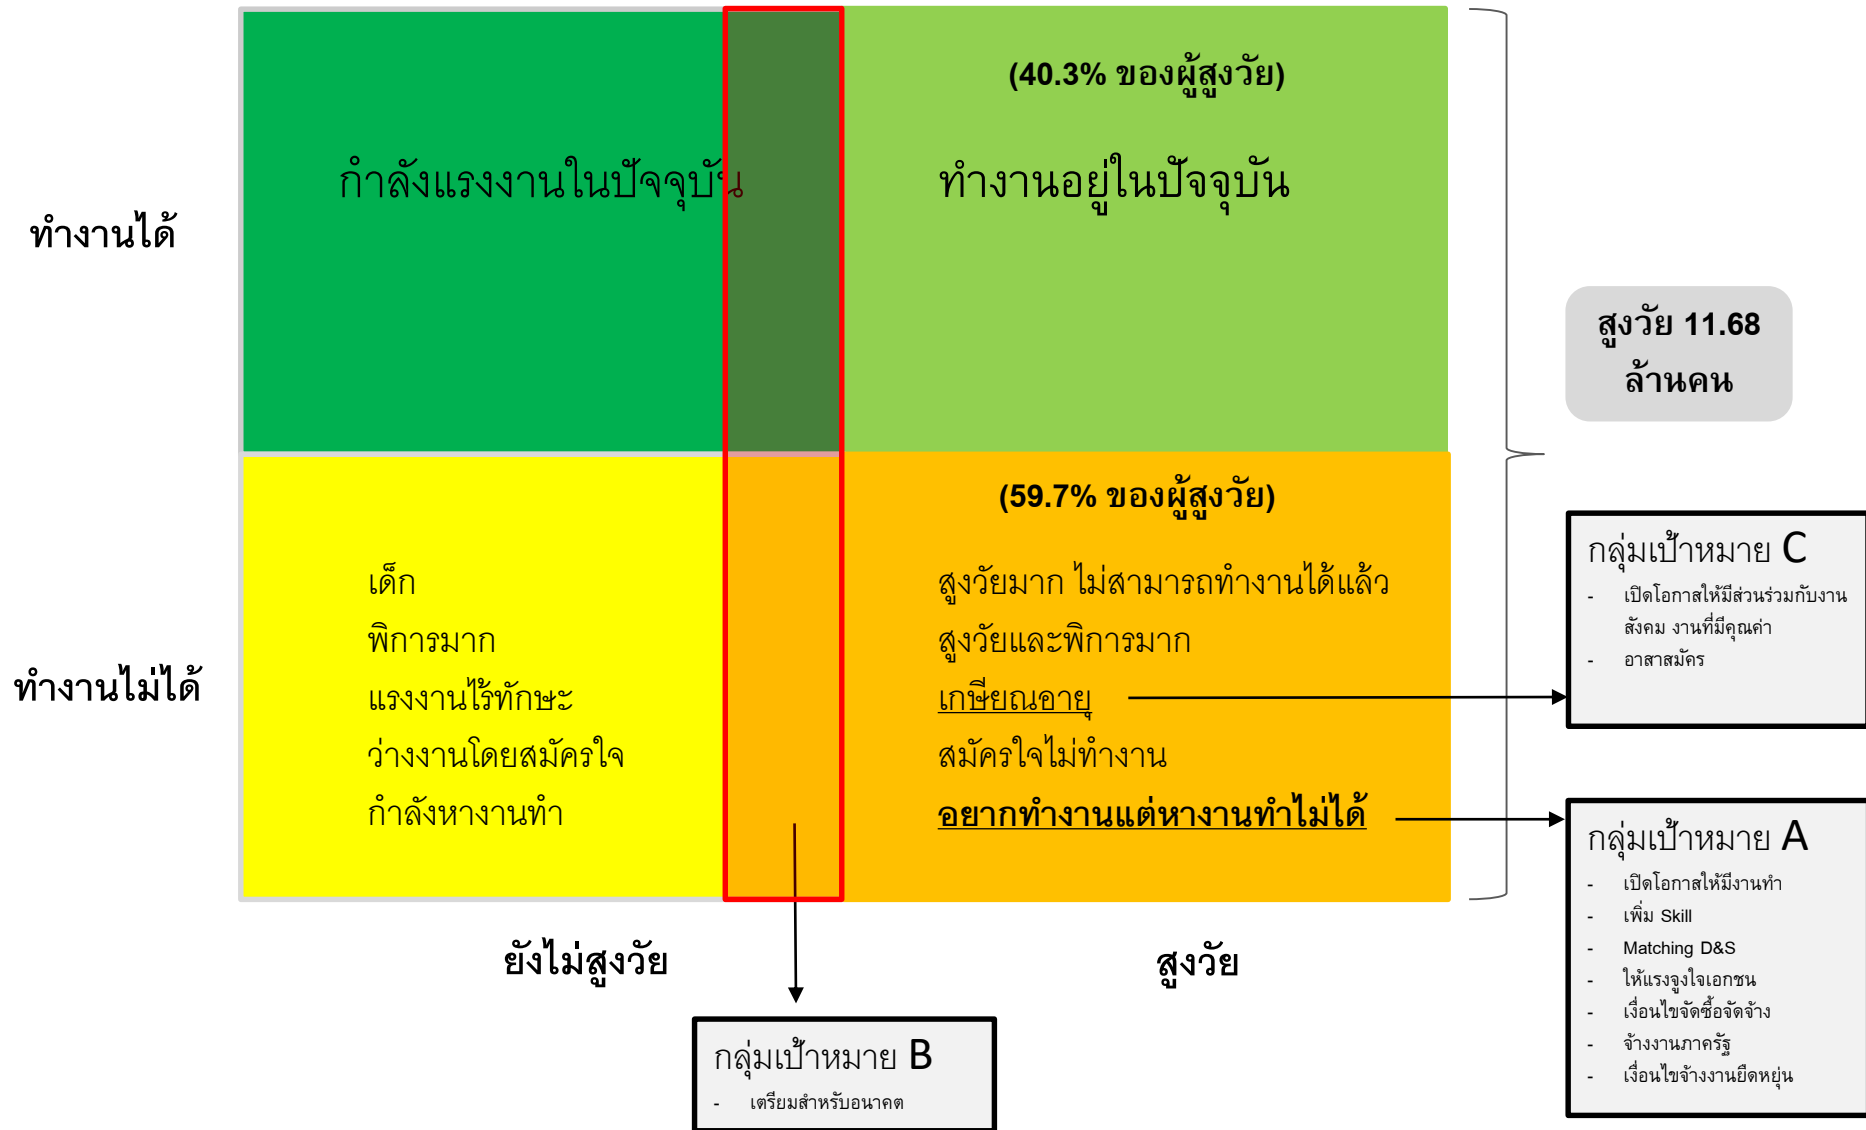 (40.3% ของผู้สูงวัย)
กำลังแรงงานในปัจจุบัน
ทำงานอยู่ในปัจจุบัน
ทำงานได้
สูงวัย 11.68
ล้านคน
(59.7% ของผู้สูงวัย)
เด็ก
พิการมาก
แรงงานไร้ทักษะ
ว่างงานโดยสมัครใจ
กำลังหางานทำ
สูงวัยมาก ไม่สามารถทำงานได้แล้ว
สูงวัยและพิการมาก
เกษียณอายุ
สมัครใจไม่ทำงาน
อยากทำงานแต่หางานทำไม่ได้
ทำงานไม่ได้
กลุ่มเป้าหมาย C
- เปิดโอกาสให้มีส่วนร่วมกับงาน
สังคม งานที่มีคุณค่า
- อาสาสมัคร
กลุ่มเป้าหมาย A
- เปิดโอกาสให้มีงานทำ
- เพิ่ม Skill
- Matching D&S
- ให้แรงจูงใจเอกชน
- เงื่อนไขจัดซื้อจัดจ้าง
- จ้างงานภาครัฐ
- เงื่อนไขจ้างงานยืดหยุ่น
ยังไม่สูงวัย
สูงวัย
กลุ่มเป้าหมาย B
- เตรียมสำหรับอนาคต